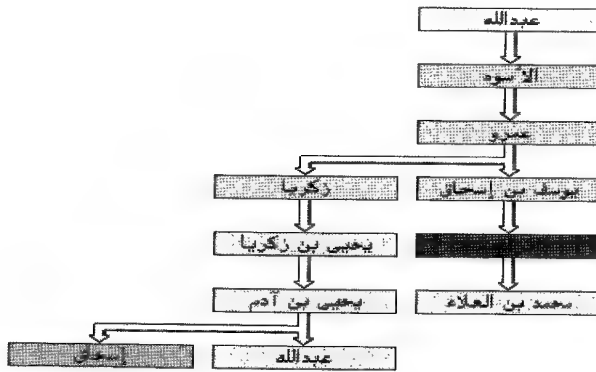 عبدالله
الأسود
عمرو
زكريا
يوسف بن إسحاق
يحيى بن زكريا
يحيى بن آدم
محمد بن العلاء
إسحاق
عبدالله